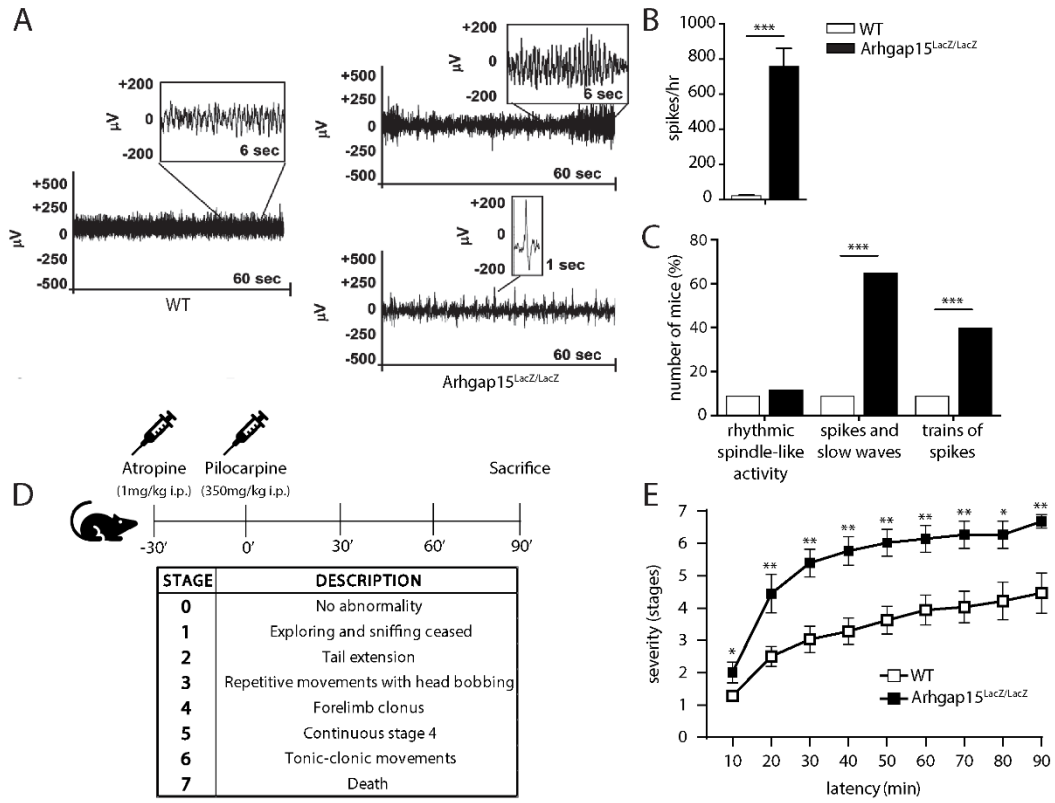 A
+200
0
-200
µV
6 sec
+500
+250
0
-250
-500
µV
60 sec
WT
+200
0
-200
µV
6 sec
+500
+250
0
-250
-500
µV
60 sec
+200
0
-200
µV
1 sec
+500
+250
0
-250
-500
µV
60 sec
Arhgap15LacZ/LacZ
B
1000
800
600
400
200
0
spikes/hr
***
WT
Arhgap15LacZ/LacZ
C
80
60
40
20
0
number of mice (%)
***
***
rhythmic
spindle-like
activity
spikes and
slow waves
trains of
spikes
D
Atropine
(1mg/kg i.p.)
Pilocarpine
(350mg/kg i.p.)
Sacrifice
-30' 0' 30' 60' 90'
STAGE DESCRIPTION
0 No abnormality
1 Exploring and sniffing ceased
2 Tail extension
3 Repetitive movements with head bobbing
4 Forelimb clonus
5 Continuous stage 4
6 Tonic-clonic movements
7 Death
E
7
6
5
4
3
2
1
0
severity (stages)
* ** ** ** ** ** ** * **
WT
Arhgap15LacZ/LacZ
10 20 30 40 50 60 70 80 90
latency (min)